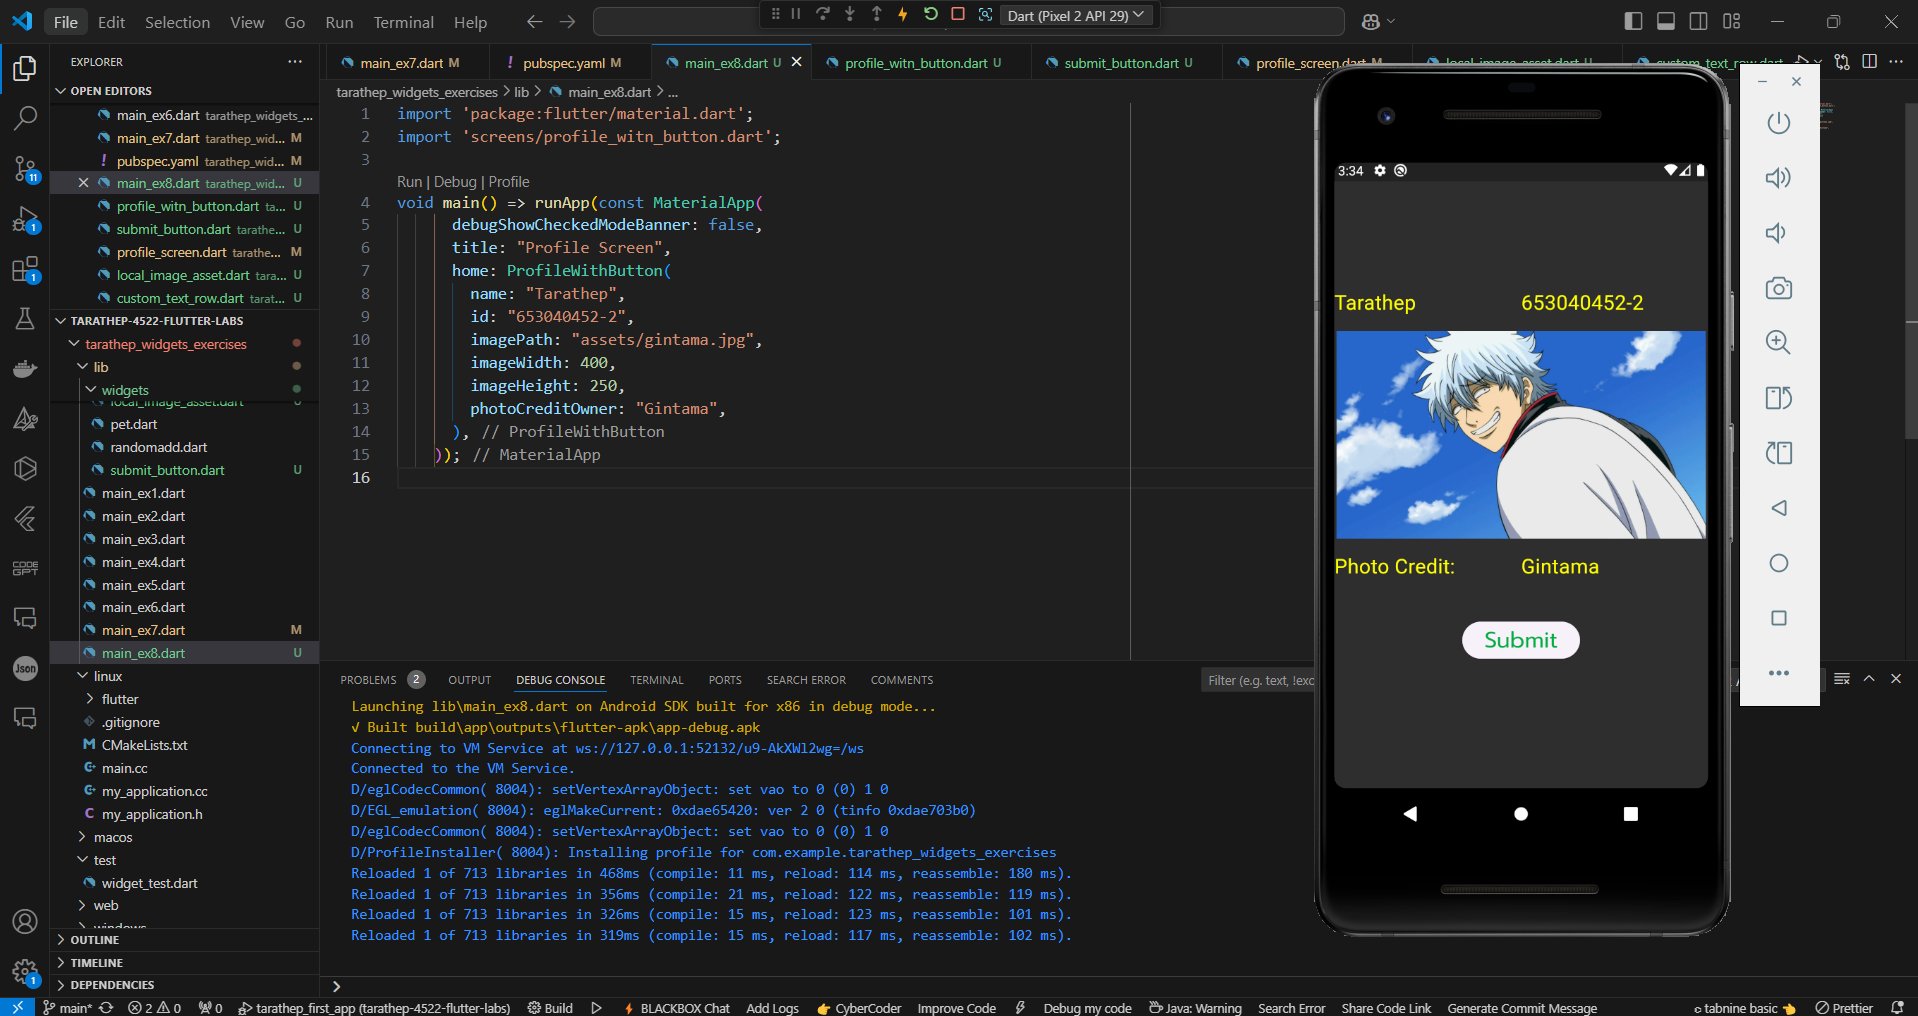 File Edit Selection View Go Run Terminal Help
Dart (Pixel 2 API 29)
EXPLORER
OPEN EDITORS
main_ex6.dart tarathep_widgets_...
main_ex7.dart tarathep_wid... M
! pubspec.yaml tarathep_wid... M
main_ex8.dart tarathep_wid... U
profile_witn_button.dart ta... U
submit_button.dart tarathe... U
profile_screen.dart tarathe... M
local_image_asset.dart tara... U
custom_text_row.dart tarat... U
TARATHEP-4522-FLUTTER-LABS
tarathep_widgets_exercises
lib
widgets
local_image_asset.dart U
pet.dart
randomadd.dart
submit_button.dart U
main_ex1.dart
main_ex2.dart
main_ex3.dart
main_ex4.dart
main_ex5.dart
main_ex6.dart
main_ex7.dart M
main_ex8.dart U
linux
flutter
.gitignore
M CMakeLists.txt
main.cc
my_application.cc
C my_application.h
macos
test
widget_test.dart
web
windows
OUTLINE
TIMELINE
DEPENDENCIES
11
1
1
CODE GPT
Json
1
main_ex7.dart M ! pubspec.yaml M main_ex8.dart U profile_witn_button.dart U submit_button.dart U profile_screen.dart M local_image_asset.dart U custom_text_row.dart
tarathep_widgets_exercises > lib > main_ex8.dart > ...
1 import 'package:flutter/material.dart';
2 import 'screens/profile_witn_button.dart';
3
Run | Debug | Profile
4 void main() => runApp(const MaterialApp(
5 debugShowCheckedModeBanner: false,
6 title: "Profile Screen",
7 home: ProfileWithButton(
8 name: "Tarathep",
9 id: "653040452-2",
10 imagePath: "assets/gintama.jpg",
11 imageWidth: 400,
12 imageHeight: 250,
13 photoCreditOwner: "Gintama",
14 ), // ProfileWithButton
15 )); // MaterialApp
16
PROBLEMS 2 OUTPUT DEBUG CONSOLE TERMINAL PORTS SEARCH ERROR COMMENTS
Filter (e.g. text, !exc
Launching lib\main_ex8.dart on Android SDK built for x86 in debug mode...
√ Built build\app\outputs\flutter-apk\app-debug.apk
Connecting to VM Service at ws://127.0.0.1:52132/u9-AkXWl2wg=/ws
Connected to the VM Service.
D/eglCodecCommon( 8004): setVertexArrayObject: set vao to 0 (0) 1 0
D/EGL_emulation( 8004): eglMakeCurrent: 0xdae65420: ver 2 0 (tinfo 0xdae703b0)
D/eglCodecCommon( 8004): setVertexArrayObject: set vao to 0 (0) 1 0
D/ProfileInstaller( 8004): Installing profile for com.example.tarathep_widgets_exercises
Reloaded 1 of 713 libraries in 468ms (compile: 11 ms, reload: 114 ms, reassemble: 180 ms).
Reloaded 1 of 713 libraries in 356ms (compile: 21 ms, reload: 122 ms, reassemble: 119 ms).
Reloaded 1 of 713 libraries in 326ms (compile: 15 ms, reload: 123 ms, reassemble: 101 ms).
Reloaded 1 of 713 libraries in 319ms (compile: 15 ms, reload: 117 ms, reassemble: 102 ms).
3:34
Tarathep 653040452-2
Photo Credit: Gintama
Submit
main* 2 0 0 tarathep_first_app (tarathep-4522-flutter-labs) Build BLACKBOX Chat Add Logs CyberCoder Improve Code Debug my code Java: Warning Search Error Share Code Link Generate Commit Message tabnine basic Prettier